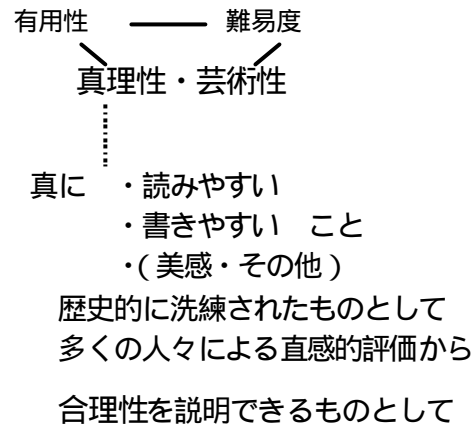 有用性 難易度
真理性・芸術性
真に ・読みやすい
・書きやすい こと
・(美感・その他)
歴史的に洗練されたものとして
多くの人々による直感的評価から
合理性を説明できるものとして